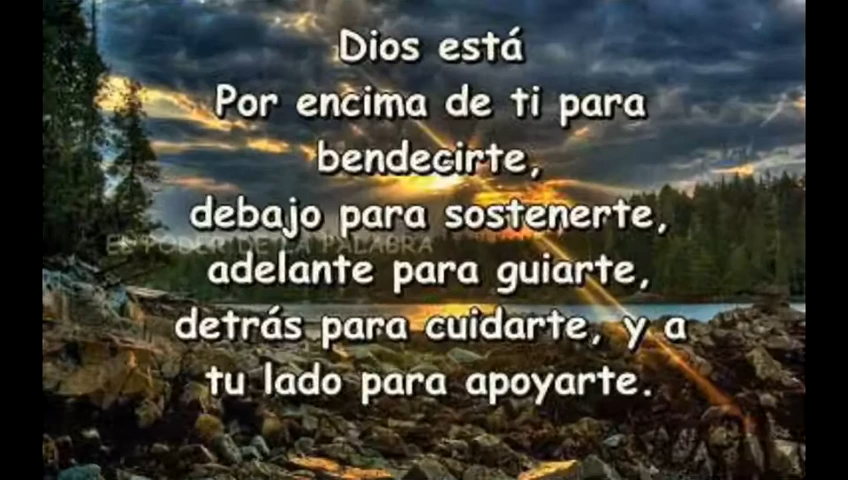 Dios está
Por encima de ti para
bendecirte,
debajo para sostenerte,
EL PODER DE LA PALABRA
adelante para guiarte,
detrás para cuidarte, y a
tu lado para apoyarte.